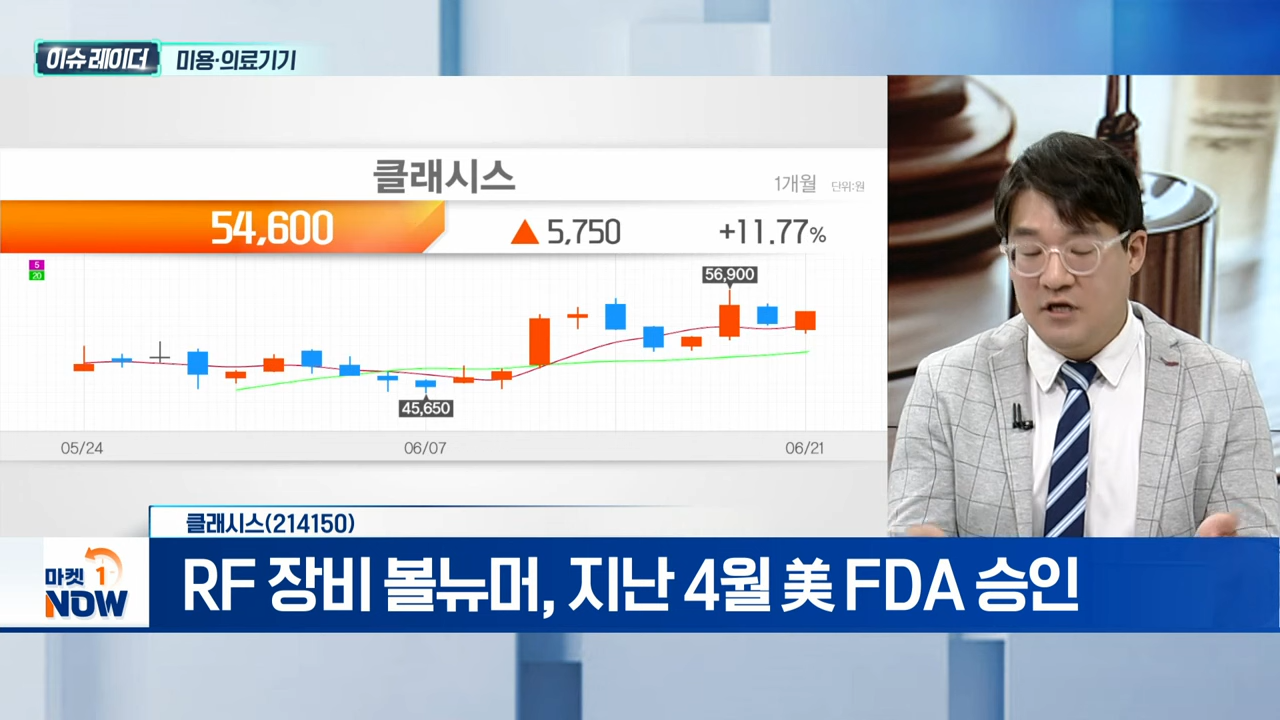 이슈 레이더 미용·의료기기
클래시스
1개월 단위:원
54,600 ▲ 5,750 +11.77%
5
20
56,900
45,650
05/24 06/07 06/21
클래시스(214150)
마켓 1
NOW
RF 장비 볼뉴머, 지난 4월 美 FDA 승인